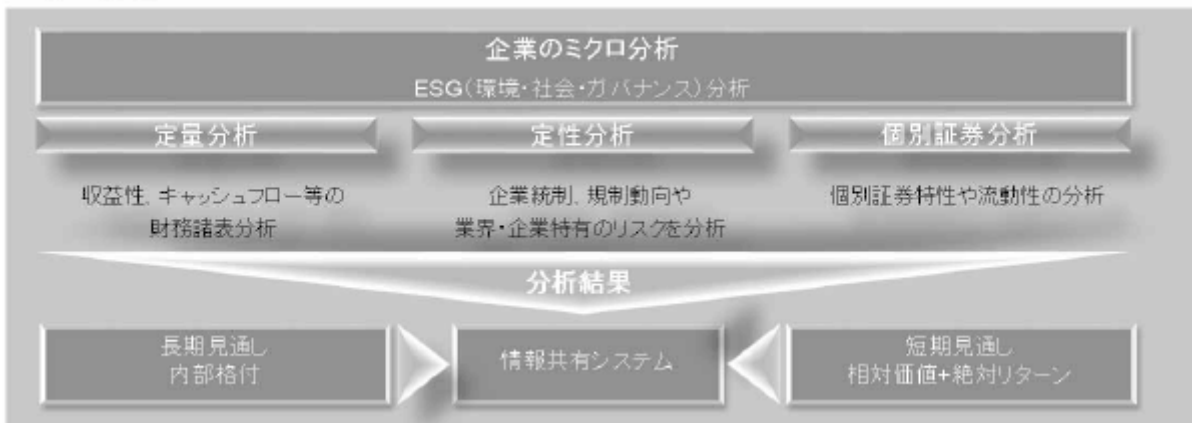 企業のミクロ分析
ESG(環境・社会・ガバナンス)分析
定量分析
収益性、キャッシュフロー等の
財務諸表分析
定性分析
企業統制、規制動向や
業界・企業特有のリスクを分析
個別証券分析
個別証券特性や流動性の分析
分析結果
長期見通し
内部格付
情報共有システム
短期見通し
相対価値+絶対リターン